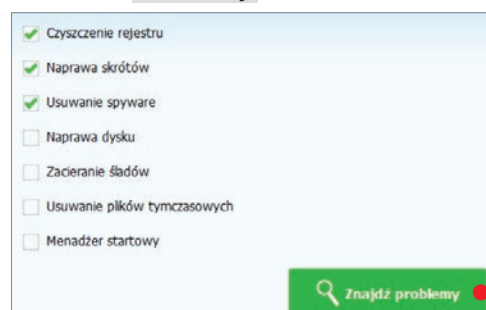 Czyszczenie rejestru
Naprawa skrótów
Usuwanie spyware
Naprawa dysku
Zacieranie śladów
Usuwanie plików tymczasowych
Menadżer startowy
Znajdź problemy